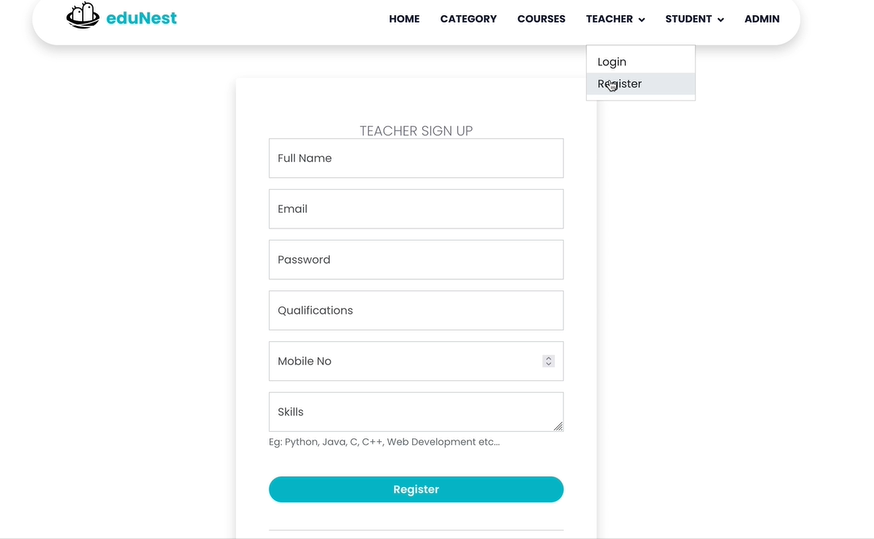 eduNest
HOME CATEGORY COURSES TEACHER STUDENT ADMIN
Login
Register
TEACHER SIGN UP
Full Name
Email
Password
Qualifications
Mobile No
Skills
Eg: Python, Java, C, C++, Web Development etc...
Register